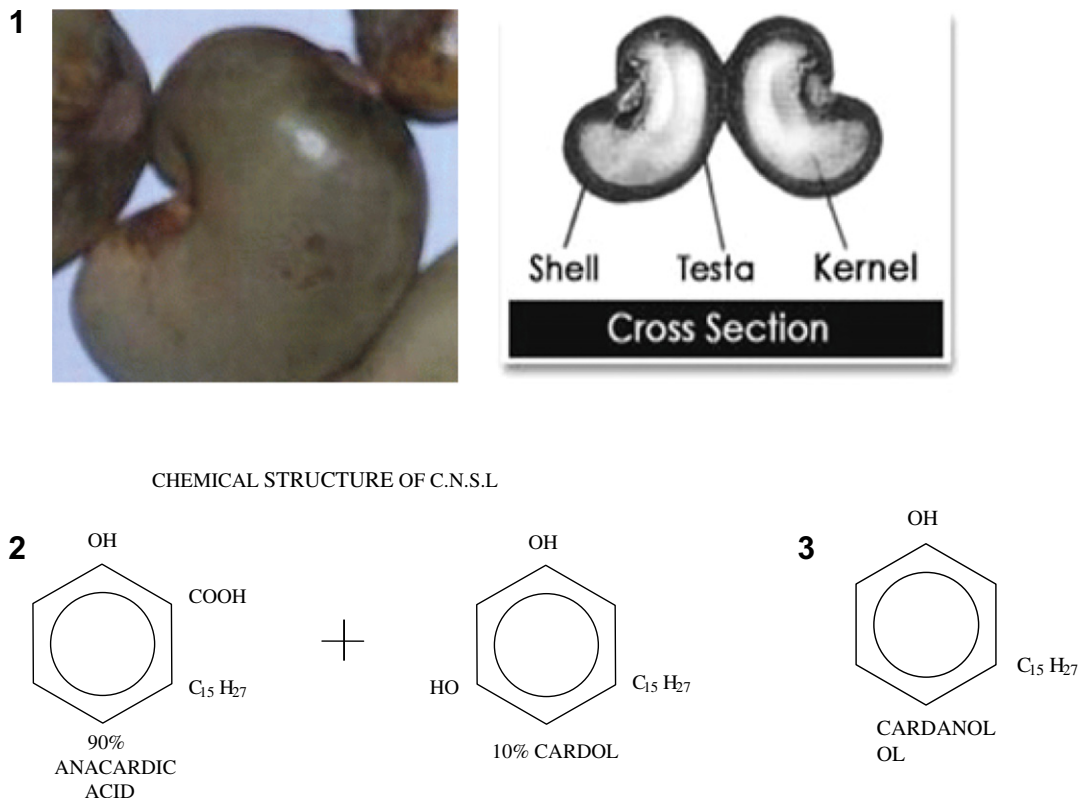 1
Shell Testa Kernel
Cross Section
CHEMICAL STRUCTURE OF C.N.S.L
2
OH
COOH
C15 H27
90%
ANACARDIC
ACID
OH
HO
C15 H27
10% CARDOL
3
OH
C15 H27
CARDANOL
OL